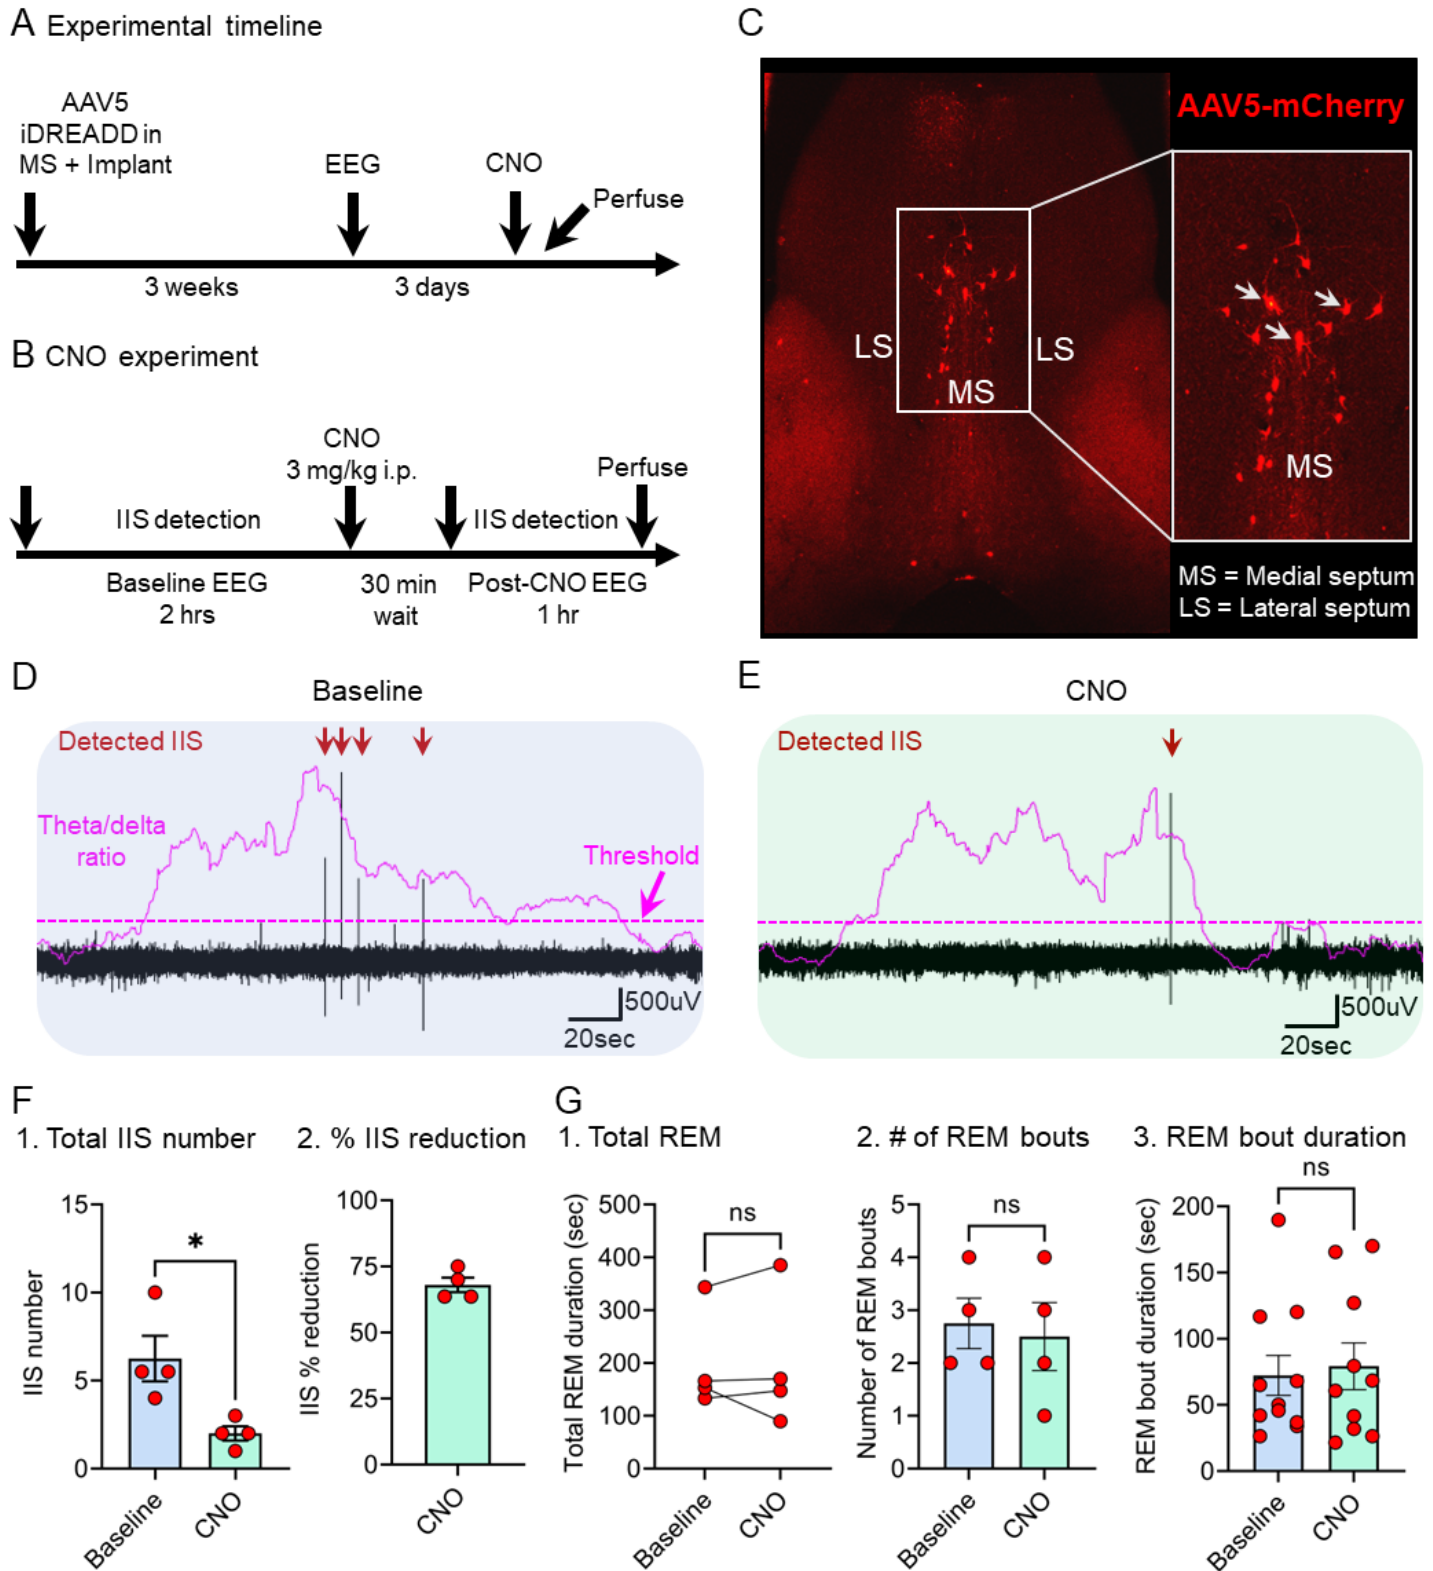 A Experimental timeline
AAV5
iDREADD in
MS + Implant
EEG
CNO
Perfuse
3 weeks
3 days
B CNO experiment
CNO
3 mg/kg i.p.
Perfuse
IIS detection
IIS detection
Baseline EEG
2 hrs
30 min
wait
Post-CNO EEG
1 hr
C
AAV5-mCherry
LS
LS
MS
MS
MS = Medial septum
LS = Lateral septum
D
Baseline
Detected IIS
Theta/delta
ratio
Threshold
500uV
20sec
E
CNO
Detected IIS
500uV
20sec
F
1. Total IIS number
IIS number
15
10
5
0
*
Baseline
CNO
2. % IIS reduction
IIS % reduction
100
75
50
25
0
CNO
G
1. Total REM
Total REM duration (sec)
500
400
300
200
100
0
ns
Baseline
CNO
2. # of REM bouts
Number of REM bouts
5
4
3
2
1
0
ns
Baseline
CNO
3. REM bout duration
REM bout duration (sec)
200
150
100
50
0
ns
Baseline
CNO